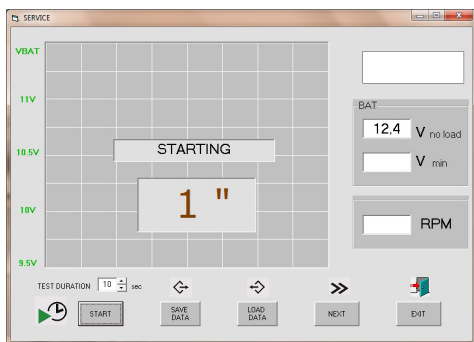 SERVICE
VBAT
11V
10.5V
10V
9.5V
STARTING
1 "
BAT
12,4 V no load
V min
RPM
TEST DURATION 10 sec
START
SAVE DATA
LOAD DATA
NEXT
EXIT